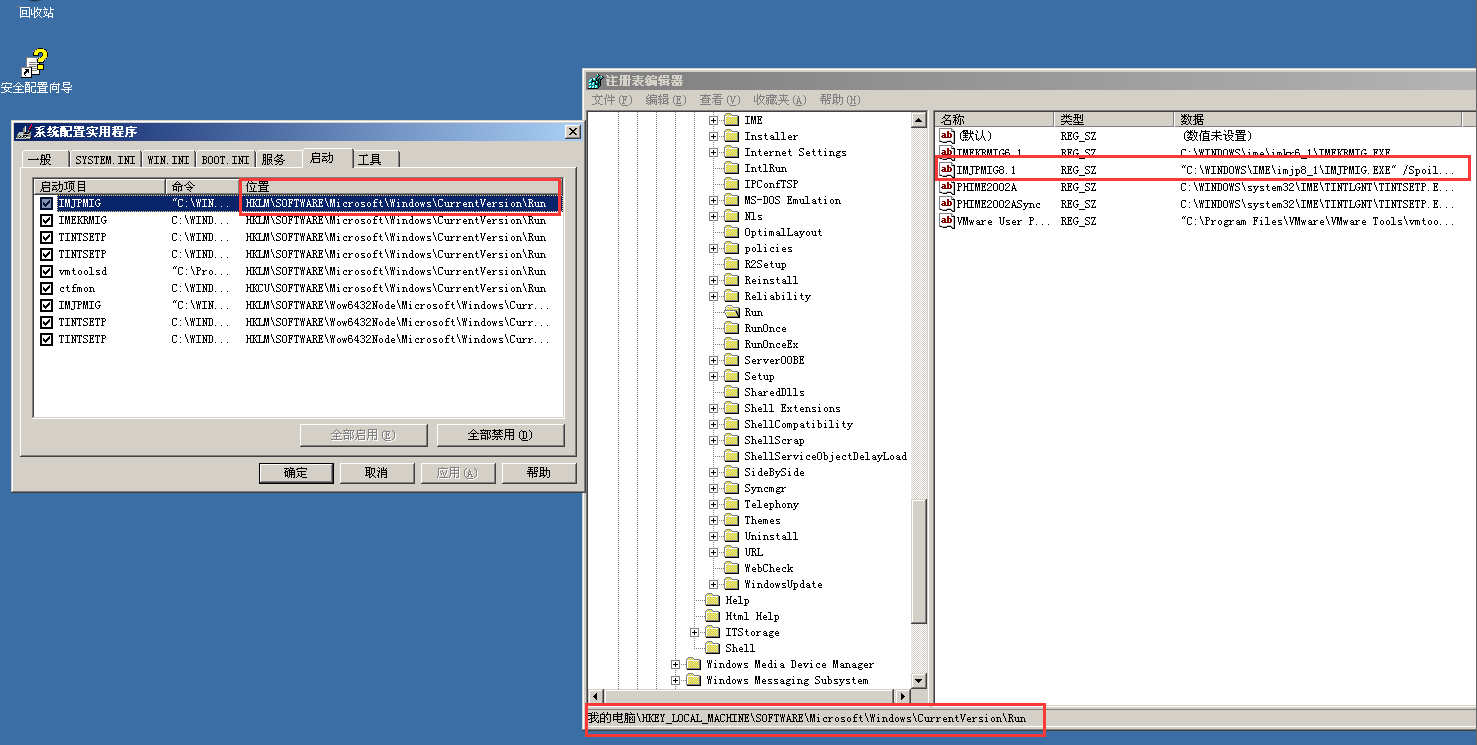 回收站
安全配置向导
系统配置实用程序
一般 SYSTEM.INI WIN.INI BOOT.INI 服务 启动 工具
启动项目 命令 位置
IMJPMIG "C:\WIN... HKLM\SOFTWARE\Microsoft\Windows\CurrentVersion\Run
IMEKRMIG C:\WIND... HKLM\SOFTWARE\Microsoft\Windows\CurrentVersion\Run
TINTSETP C:\WIND... HKLM\SOFTWARE\Microsoft\Windows\CurrentVersion\Run
TINTSETP C:\WIND... HKLM\SOFTWARE\Microsoft\Windows\CurrentVersion\Run
vmtoolsd "C:\Pro... HKLM\SOFTWARE\Microsoft\Windows\CurrentVersion\Run
ctfmon C:\WIND... HKCU\SOFTWARE\Microsoft\Windows\CurrentVersion\Run
IMJPMIG "C:\WIN... HKLM\SOFTWARE\Wow6432Node\Microsoft\Windows\Curr...
TINTSETP C:\WIND... HKLM\SOFTWARE\Wow6432Node\Microsoft\Windows\Curr...
TINTSETP C:\WIND... HKLM\SOFTWARE\Wow6432Node\Microsoft\Windows\Curr...
全部启用(E) 全部禁用(D)
确定 取消 应用(A) 帮助
注册表编辑器
文件(F) 编辑(E) 查看(V) 收藏夹(A) 帮助(H)
IME
Installer
Internet Settings
IntlRun
IPConfTSP
MS-DOS Emulation
Nls
OptimalLayout
policies
R2Setup
Reinstall
Reliability
Run
RunOnce
RunOnceEx
ServerOOBE
Setup
SharedDlls
Shell Extensions
ShellCompatibility
ShellScrap
ShellServiceObjectDelayLoad
SideBySide
Syncmgr
Telephony
Themes
Uninstall
URL
WebCheck
WindowsUpdate
Help
Html Help
ITStorage
Shell
Windows Media Device Manager
Windows Messaging Subsystem
名称 类型 数据
(默认) REG_SZ (数值未设置)
IMEKRMIG6.1 REG_SZ C:\WINDOWS\ime\imkr6_1\IMEKRMIG.EXE
IMJPMIG8.1 REG_SZ "C:\WINDOWS\IME\imjp8_1\IMJPMIG.EXE" /Spoil...
PHIME2002A REG_SZ C:\WINDOWS\system32\IME\TINTLGNT\TINTSETP.E...
PHIME2002ASync REG_SZ C:\WINDOWS\system32\IME\TINTLGNT\TINTSETP.E...
VMware User P... REG_SZ "C:\Program Files\VMware\VMware Tools\vmtoo...
我的电脑\HKEY_LOCAL_MACHINE\SOFTWARE\Microsoft\Windows\CurrentVersion\Run